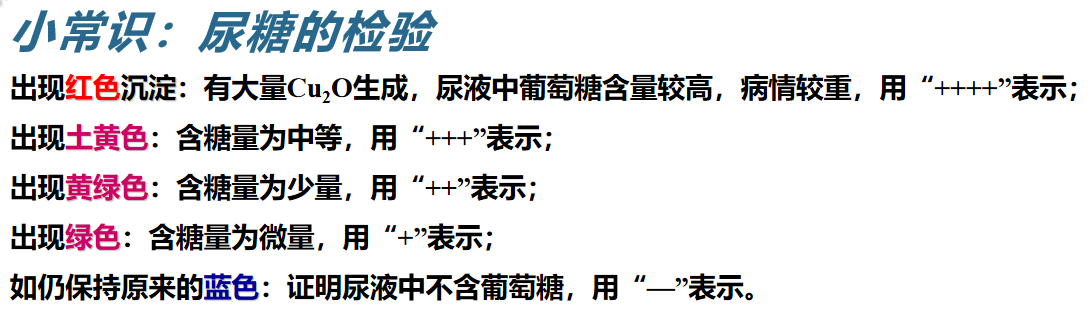 小常识：尿糖的检验
出现红色沉淀：有大量Cu₂O生成，尿液中葡萄糖含量较高，病情较重，用“++++”表示；
出现土黄色：含糖量为中等，用“+++”表示；
出现黄绿色：含糖量为少量，用“++”表示；
出现绿色：含糖量为微量，用“+”表示；
如仍保持原来的蓝色：证明尿液中不含葡萄糖，用“—”表示。